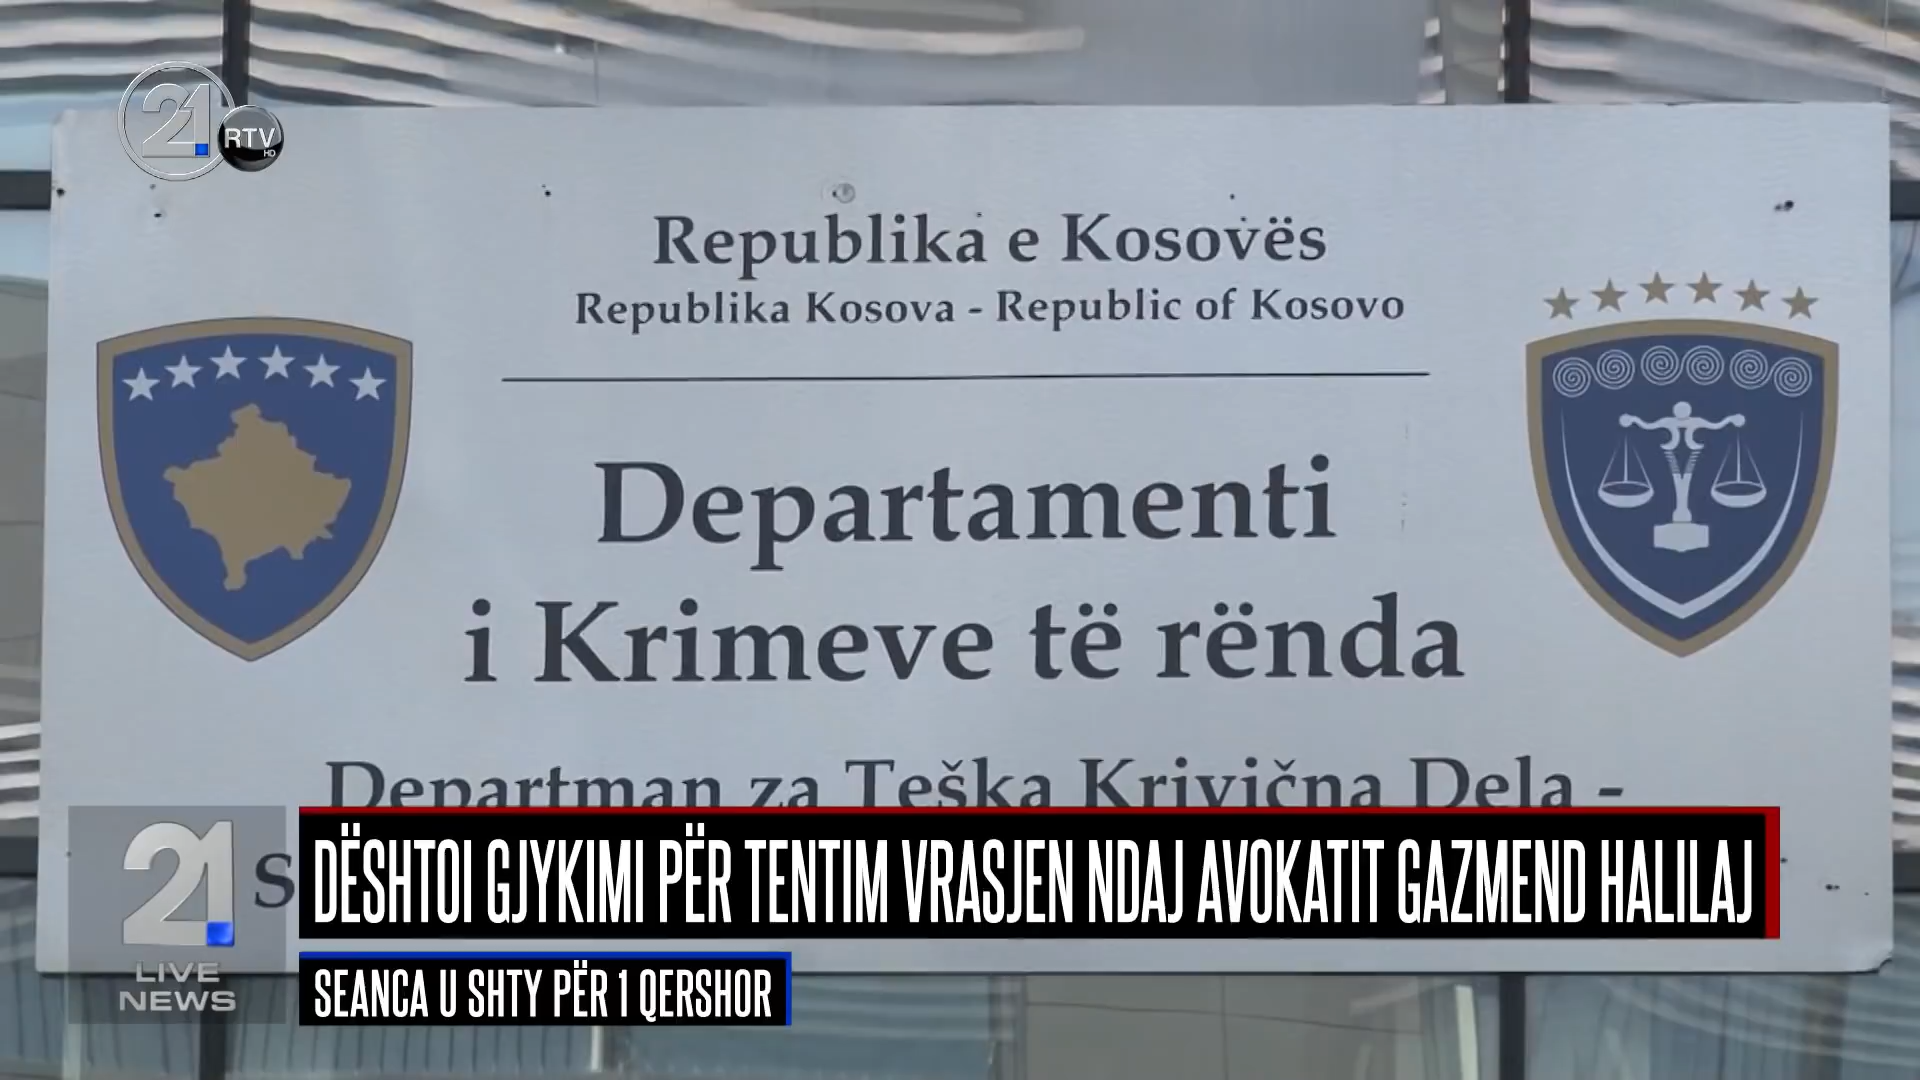 21
RTV
HD
Republika e Kosovës
Republika Kosova - Republic of Kosovo
Departamenti
i Krimeve të rënda
Departman za Teška Krivična Dela -
S
DËSHTOI GJYKIMI PËR TENTIM VRASJEN NDAJ AVOKATIT GAZMEND HALILAJ
SEANCA U SHTY PËR 1 QERSHOR
21
LIVE
NEWS